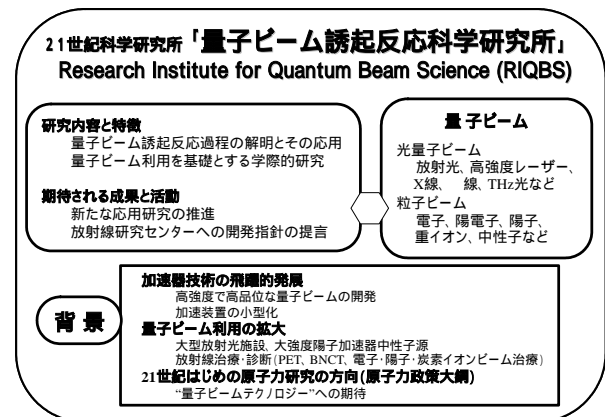 21世紀科学研究所「量子ビーム誘起反応科学研究所」
Research Institute for Quantum Beam Science (RIQBS)
研究内容と特徴
量子ビーム誘起反応過程の解明とその応用
量子ビーム利用を基礎とする学際的研究
期待される成果と活動
新たな応用研究の推進
放射線研究センターへの開発指針の提言
量子ビーム
光量子ビーム
放射光、高強度レーザー、
X線、　線、THz光など
粒子ビーム
電子、陽電子、陽子、
重イオン、中性子など
背景
加速器技術の飛躍的発展
高強度で高品位な量子ビームの開発
加速装置の小型化
量子ビーム利用の拡大
大型放射光施設、大強度陽子加速器中性子源
放射線治療・診断(PET、BNCT、電子・陽子・炭素イオンビーム治療)
21世紀はじめの原子力研究の方向(原子力政策大綱)
“量子ビームテクノロジー”への期待